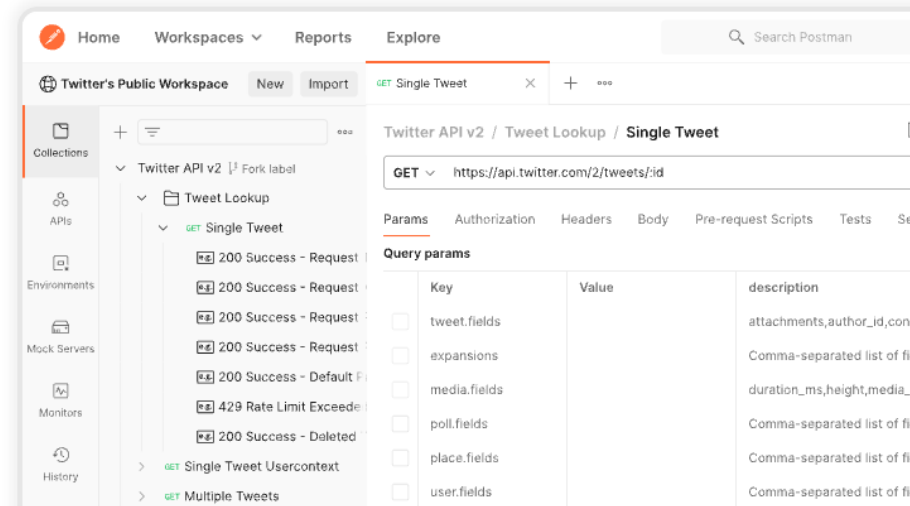 Home Workspaces Reports Explore Search Postman
Twitter's Public Workspace New Import
GET Single Tweet
Collections
APIs
Environments
Mock Servers
Monitors
History
Twitter API v2 Fork label
Tweet Lookup
GET Single Tweet
e.g. 200 Success - Request
e.g. 200 Success - Request
e.g. 200 Success - Request
e.g. 200 Success - Request
e.g. 200 Success - Default
e.g. 429 Rate Limit Exceede
e.g. 200 Success - Deleted
GET Single Tweet Usercontext
GET Multiple Tweets
Twitter API v2 / Tweet Lookup / Single Tweet
GET https://api.twitter.com/2/tweets/:id
Params Authorization Headers Body Pre-request Scripts Tests Se
Query params
Key Value description
tweet.fields attachments,author_id,con
expansions Comma-separated list of fi
media.fields duration_ms,height,media_
poll.fields Comma-separated list of fi
place.fields Comma-separated list of fi
user.fields Comma-separated list of fi